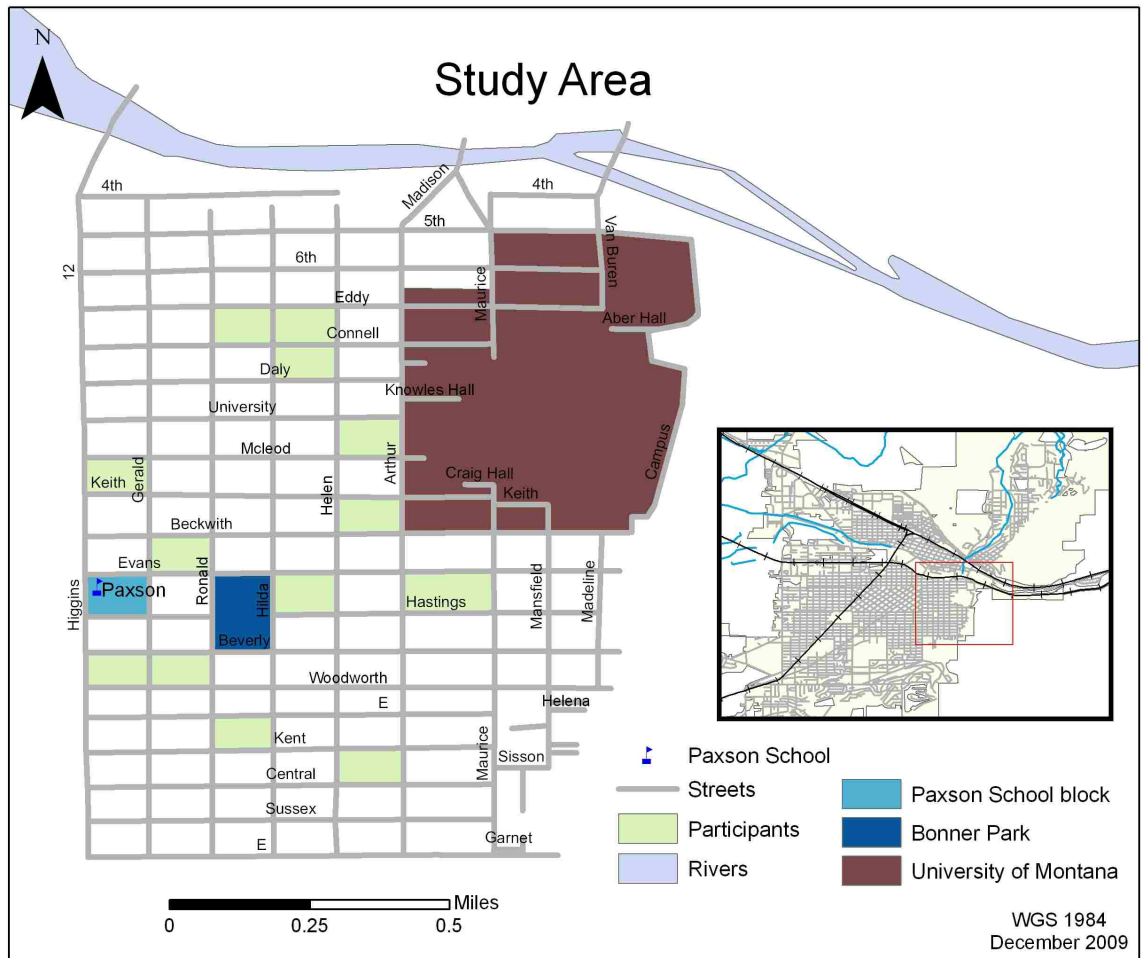 N
Study Area
4th
Madison
4th
5th
Van Buren
12
6th
Maurice
Eddy
Connell
Aber Hall
Daly
Knowles Hall
University
Mcleod
Arthur
Campus
Craig Hall
Keith
Gerald
Helen
Keith
Beckwith
Evans
Ronald
Higgins
Paxson
Hilda
Hastings
Mansfield
Madeline
Beverly
Woodworth
E
Helena
Kent
Maurice
Sisson
Central
Sussex
Garnet
E
Paxson School
Streets
Participants
Rivers
Paxson School block
Bonner Park
University of Montana
Miles
0
0.25
0.5
WGS 1984
December 2009